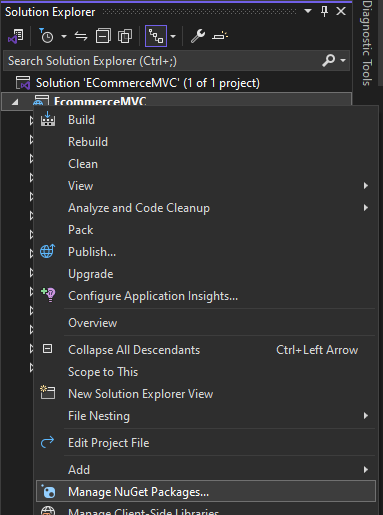 Solution Explorer
Search Solution Explorer (Ctrl+;)
Solution 'ECommerceMVC' (1 of 1 project)
EcommerceMVC
Build
Rebuild
Clean
View
Analyze and Code Cleanup
Pack
Publish...
Upgrade
Configure Application Insights...
Overview
Collapse All Descendants Ctrl+Left Arrow
Scope to This
New Solution Explorer View
File Nesting
Edit Project File
Add
Manage NuGet Packages...
Manage Client-Side Libraries
Diagnostic Tools